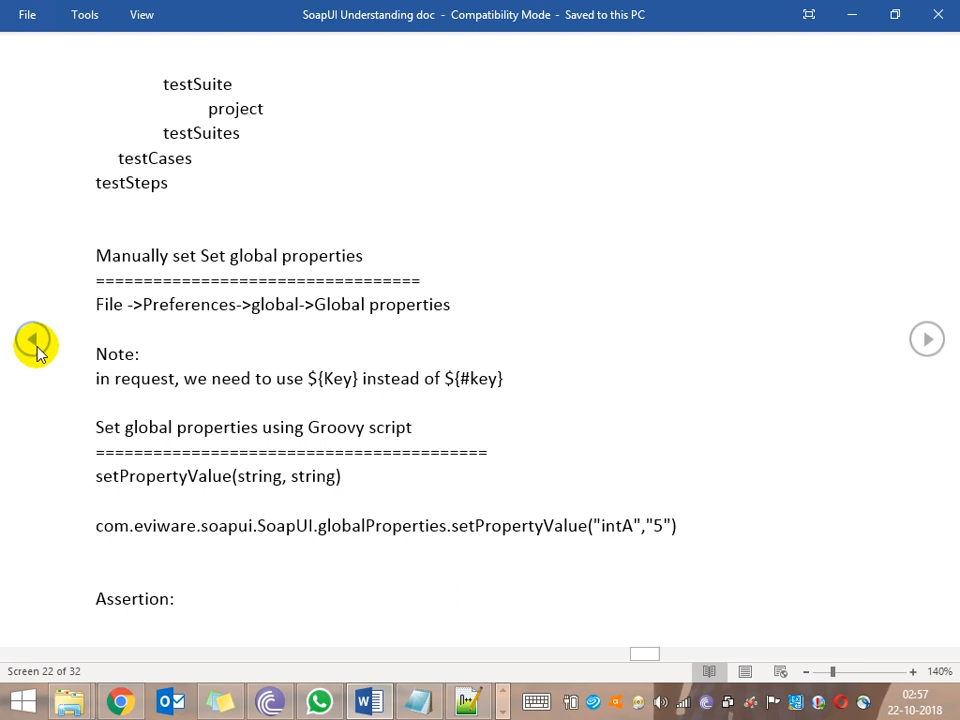 File Tools View SoapUI Understanding doc - Compatibility Mode - Saved to this PC
testSuite
project
testSuites
testCases
testSteps
Manually set Set global properties
==================================
File ->Preferences->global->Global properties
Note:
in request, we need to use ${Key} instead of ${#key}
Set global properties using Groovy script
=========================================
setPropertyValue(string, string)
com.eviware.soapui.SoapUI.globalProperties.setPropertyValue("intA","5")
Assertion:
Screen 22 of 32 140%
02:57
22-10-2018